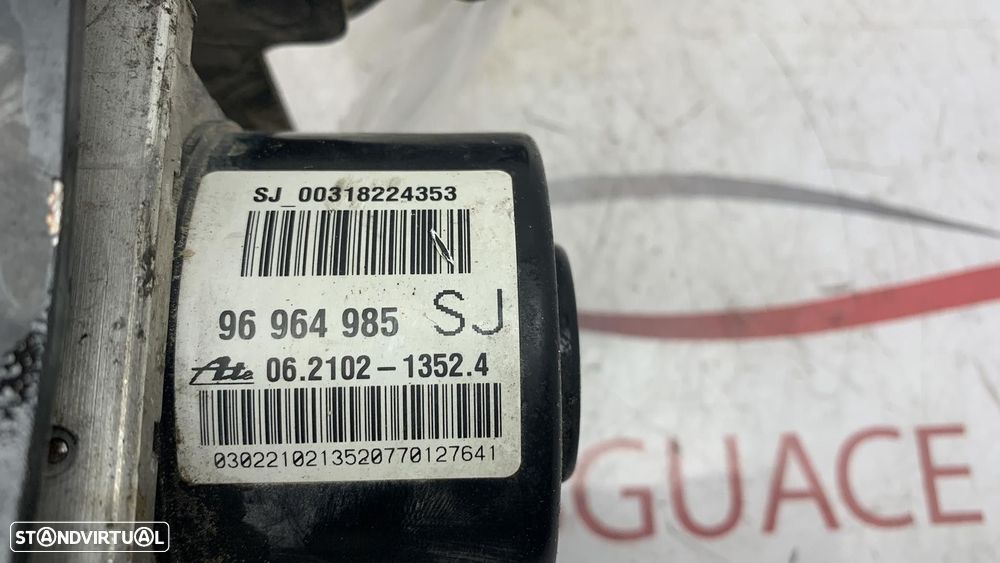 SJ_00318224353
96 964 985 SJ
Ate 06.2102-1352.4
0302210213520770127641
GUACE
STANDVIRTUAL